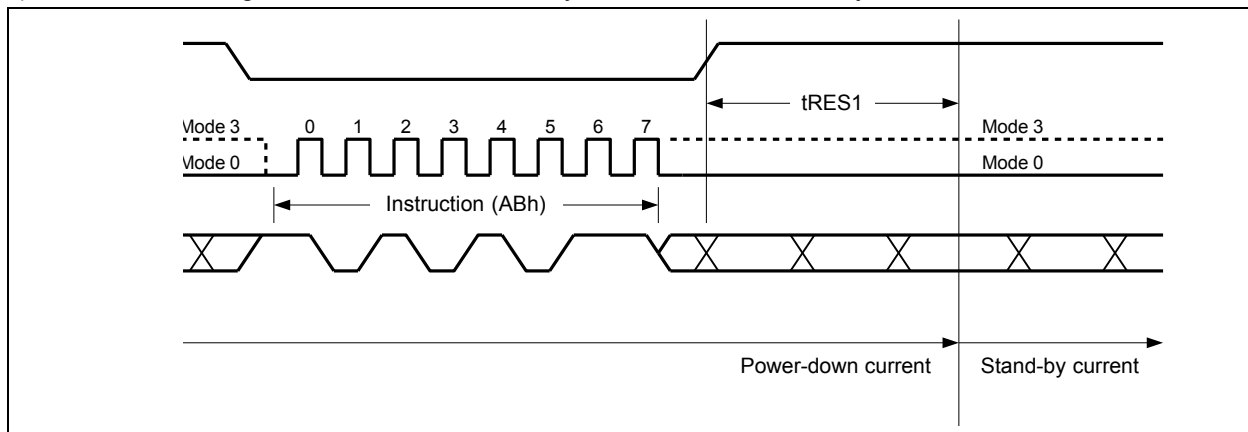 tRES1
Mode 3 0 1 2 3 4 5 6 7 Mode 3
Mode 0 Mode 0
Instruction (ABh)
Power-down current Stand-by current